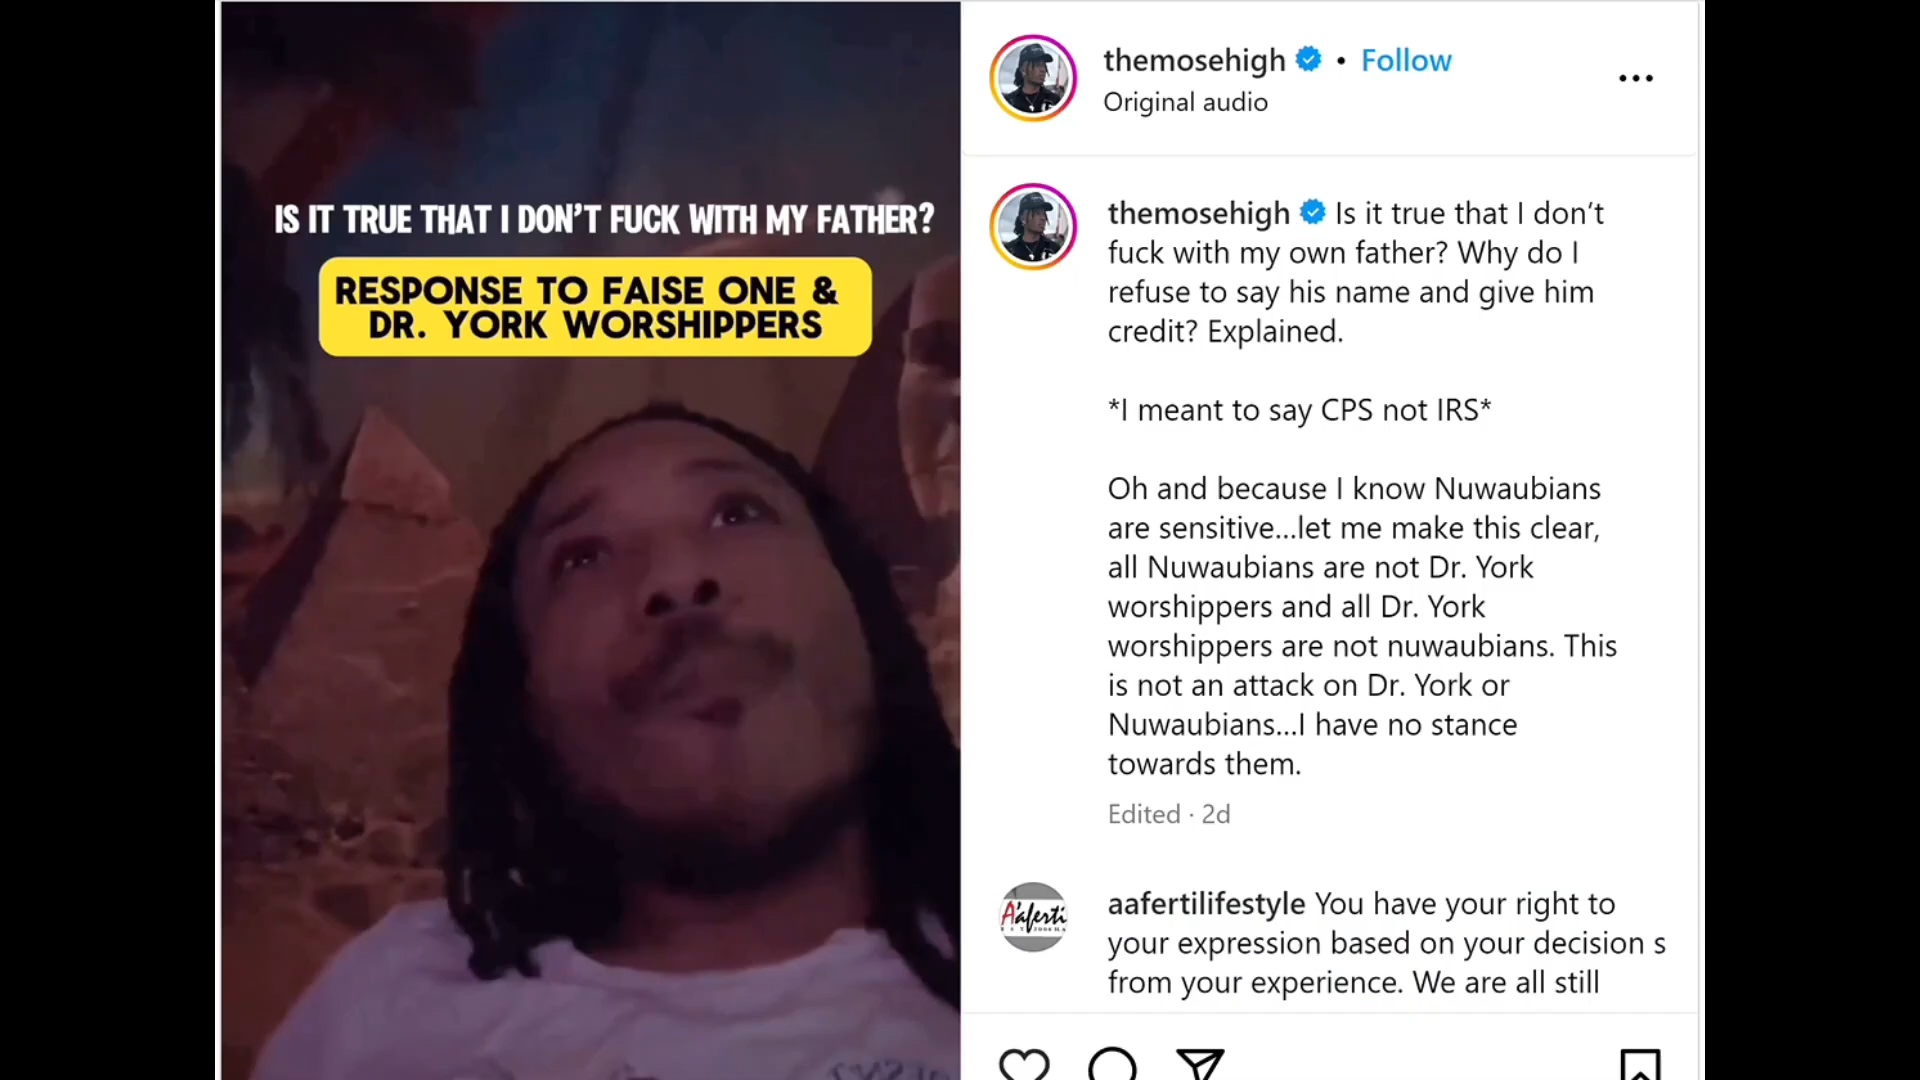 IS IT TRUE THAT I DON'T FUCK WITH MY FATHER?
RESPONSE TO FAISE ONE &
DR. YORK WORSHIPPERS
themosehigh • Follow
Original audio
themosehigh Is it true that I don't
fuck with my own father? Why do I
refuse to say his name and give him
credit? Explained.
*I meant to say CPS not IRS*
Oh and because I know Nuwaubians
are sensitive...let me make this clear,
all Nuwaubians are not Dr. York
worshippers and all Dr. York
worshippers are not nuwaubians. This
is not an attack on Dr. York or
Nuwaubians...I have no stance
towards them.
Edited · 2d
A'aferti
aafertilifestyle You have your right to
your expression based on your decision s
from your experience. We are all still